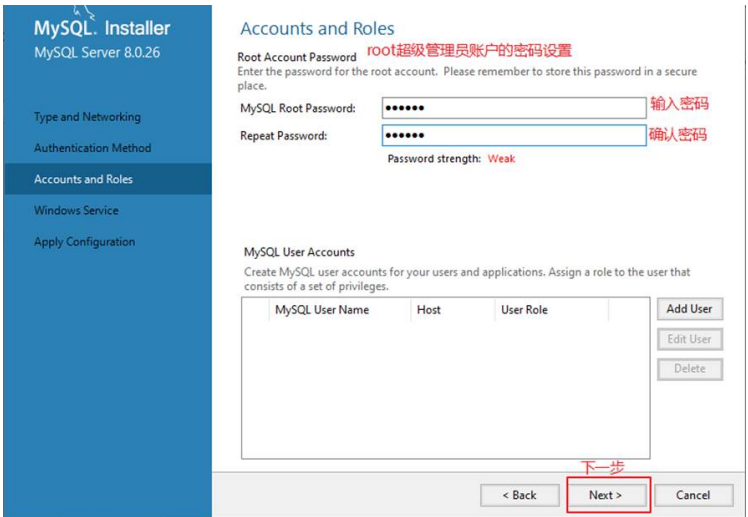 MySQL. Installer
MySQL Server 8.0.26
Type and Networking
Authentication Method
Accounts and Roles
Windows Service
Apply Configuration
Accounts and Roles
Root Account Password root超级管理员账户的密码设置
Enter the password for the root account. Please remember to store this password in a secure
place.
MySQL Root Password: ●●●●●● 输入密码
Repeat Password: ●●●●●● 确认密码
Password strength: Weak
MySQL User Accounts
Create MySQL user accounts for your users and applications. Assign a role to the user that
consists of a set of privileges.
MySQL User Name Host User Role
Add User
Edit User
Delete
下一步
< Back Next > Cancel